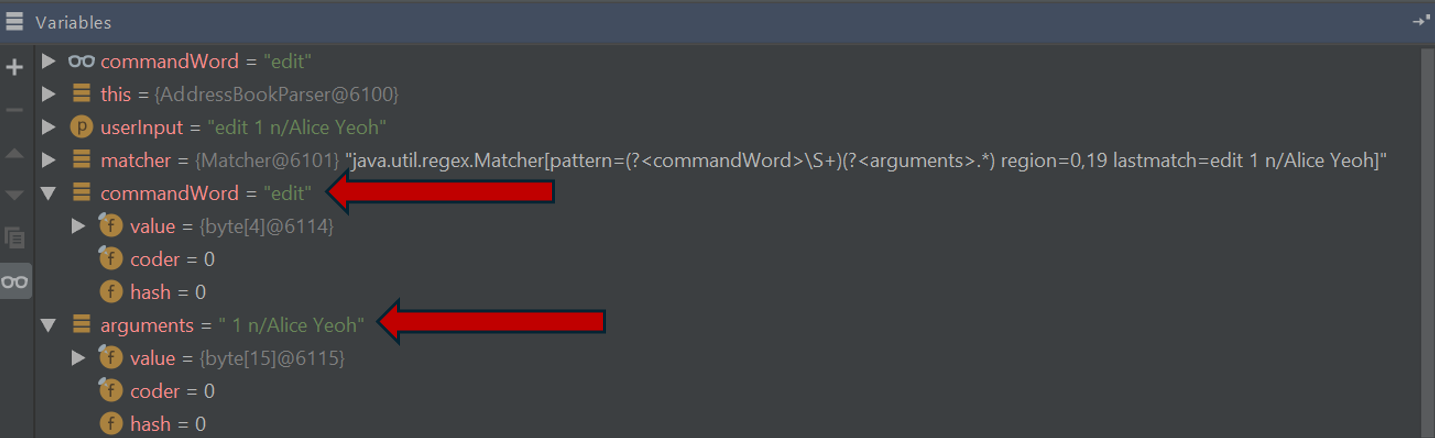 Variables
commandWord = "edit"
this = {AddressBookParser@6100}
p userInput = "edit 1 n/Alice Yeoh"
matcher = {Matcher@6101} "java.util.regex.Matcher[pattern=(?<commandWord>\S+)(?<arguments>.*) region=0,19 lastmatch=edit 1 n/Alice Yeoh]"
commandWord = "edit"
f value = {byte[4]@6114}
f coder = 0
f hash = 0
arguments = " 1 n/Alice Yeoh"
f value = {byte[15]@6115}
f coder = 0
f hash = 0